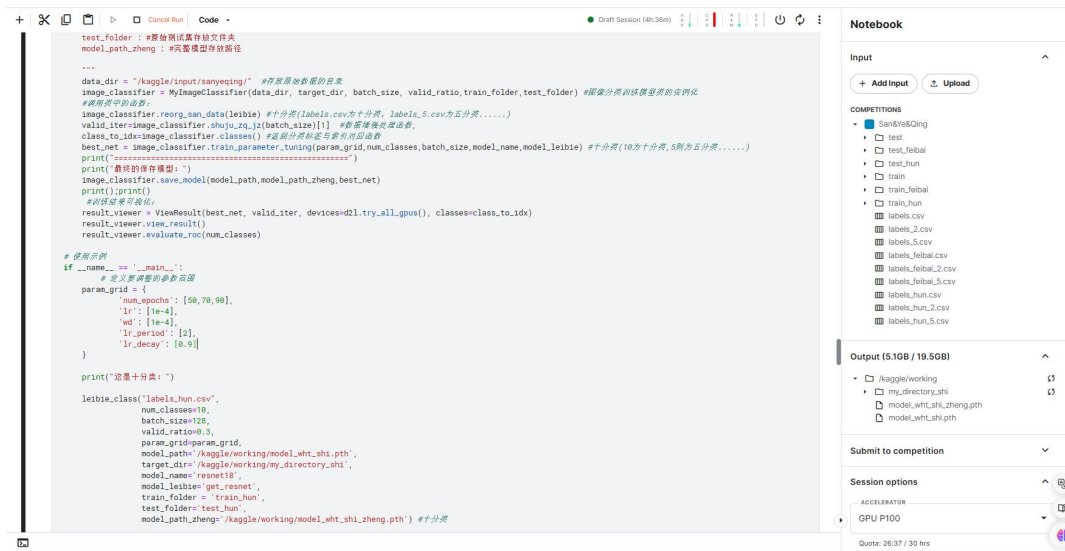 Cancel Run
Code
Draft Session (4h:36m)
test_folder : #原始测试集存放文件夹
model_path_zheng : #完整模型存放路径
---
data_dir = "/kaggle/input/sanyeqing/"  #存放原始数据的目录
image_classifier = MyImageClassifier(data_dir, target_dir, batch_size, valid_ratio,train_folder,test_folder) #图像分类训练模型类的实例化
#调用类中的函数:
image_classifier.reorg_san_data(leibie) #十分类(labels.csv为十分类, labels_5.csv为五分类......)
valid_iter=image_classifier.shuju_zq_jz(batch_size)[1]  #数据增强处理函数,
class_to_idx=image_classifier.classes() #返回分类标签与索引对应函数
best_net = image_classifier.train_parameter_tuning(param_grid,num_classes,batch_size,model_name,model_leibie) #十分类(10为十分类,5则为五分类......)
print("==================================================")
print("最终的保存模型：")
image_classifier.save_model(model_path,model_path_zheng,best_net)
print();print()
#训练结果可视化:
result_viewer = ViewResult(best_net, valid_iter, devices=d2l.try_all_gpus(), classes=class_to_idx)
result_viewer.view_result()
result_viewer.evaluate_roc(num_classes)
# 使用示例
if __name__ == '__main__':
# 定义要调整的参数范围
param_grid = {
'num_epochs': [50,70,90],
'lr': [1e-4],
'wd': [1e-4],
'lr_period': [2],
'lr_decay': [0.9]
}
print("这是十分类：")
leibie_class("labels_hun.csv",
num_classes=10,
batch_size=128,
valid_ratio=0.3,
param_grid=param_grid,
model_path='/kaggle/working/model_wht_shi.pth',
target_dir='/kaggle/working/my_directory_shi',
model_name='resnet18',
model_leibie='get_resnet',
train_folder = 'train_hun',
test_folder='test_hun',
model_path_zheng='/kaggle/working/model_wht_shi_zheng.pth') #十分类
Notebook
Input
+ Add Input
Upload
COMPETITIONS
San&Ye&Qing
test
test_feibai
test_hun
train
train_feibai
train_hun
labels.csv
labels_2.csv
labels_5.csv
labels_feibai.csv
labels_feibai_2.csv
labels_feibai_5.csv
labels_hun.csv
labels_hun_2.csv
labels_hun_5.csv
Output (5.1GB / 19.5GB)
/kaggle/working
my_directory_shi
model_wht_shi_zheng.pth
model_wht_shi.pth
Submit to competition
Session options
ACCELERATOR
GPU P100
Quota: 26:37 / 30 hrs